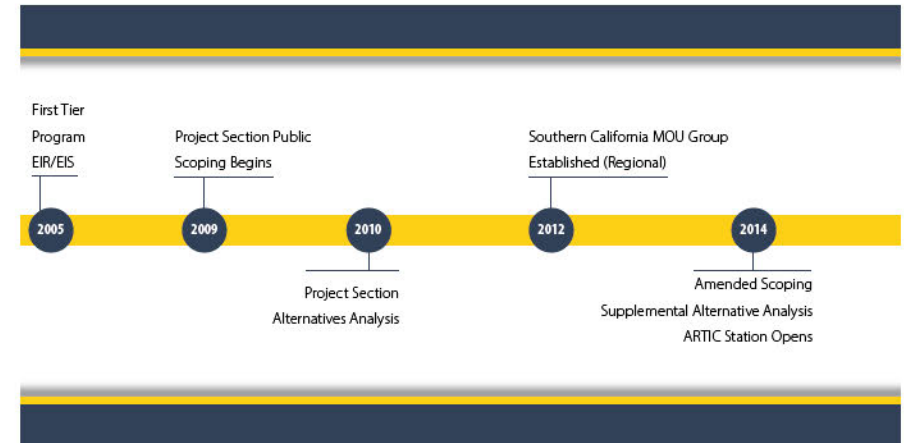 First Tier
Program
EIR/EIS
Project Section Public
Scoping Begins
Southern California MOU Group
Established (Regional)
2005
2009
2010
2012
2014
Project Section
Alternatives Analysis
Amended Scoping
Supplemental Alternative Analysis
ARTIC Station Opens